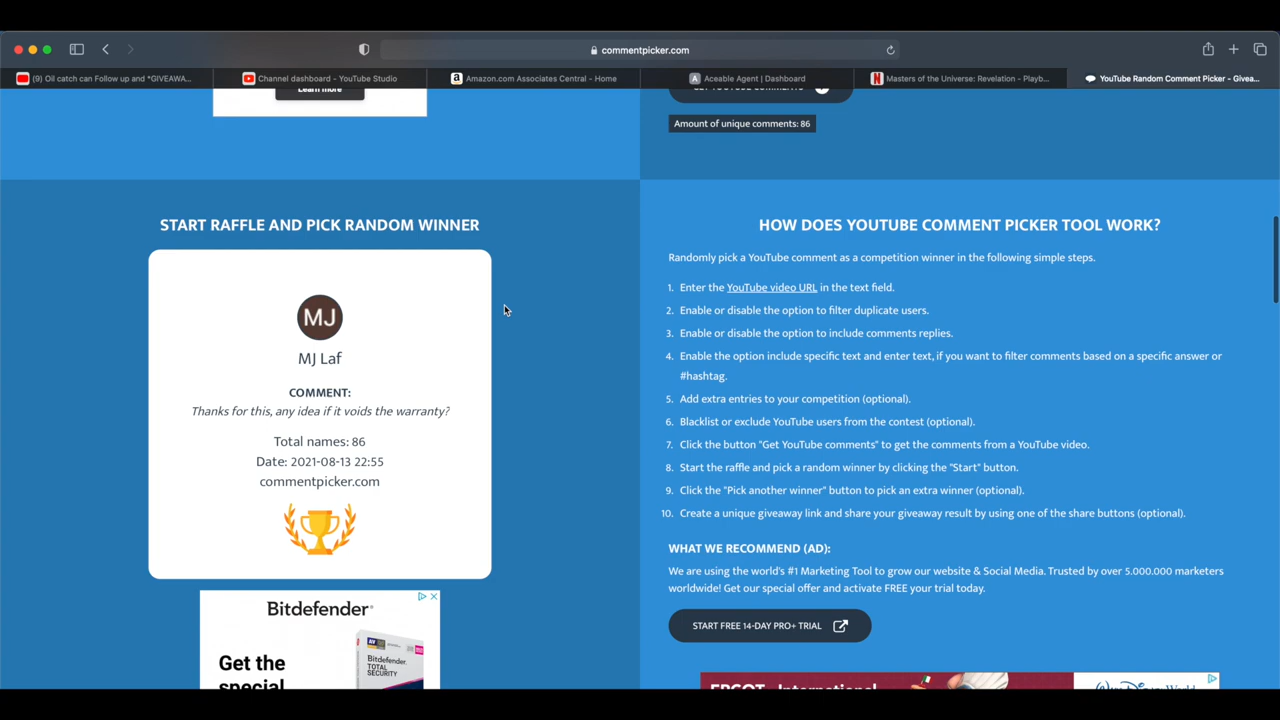 commentpicker.com
(9) Oil catch can Follow up and *GIVEAWA...
Channel dashboard - YouTube Studio
Amazon.com Associates Central - Home
Aceable Agent | Dashboard
Masters of the Universe: Revelation - Playb...
YouTube Random Comment Picker - Givea...
Learn more
Amount of unique comments: 86
START RAFFLE AND PICK RANDOM WINNER
MJ
MJ Laf
COMMENT:
Thanks for this, any idea if it voids the warranty?
Total names: 86
Date: 2021-08-13 22:55
commentpicker.com
Bitdefender
Get the
special
Bitdefender
TOTAL
SECURITY
HOW DOES YOUTUBE COMMENT PICKER TOOL WORK?
Randomly pick a YouTube comment as a competition winner in the following simple steps.
1. Enter the YouTube video URL in the text field.
2. Enable or disable the option to filter duplicate users.
3. Enable or disable the option to include comments replies.
4. Enable the option include specific text and enter text, if you want to filter comments based on a specific answer or
#hashtag.
5. Add extra entries to your competition (optional).
6. Blacklist or exclude YouTube users from the contest (optional).
7. Click the button "Get YouTube comments" to get the comments from a YouTube video.
8. Start the raffle and pick a random winner by clicking the "Start" button.
9. Click the "Pick another winner" button to pick an extra winner (optional).
10. Create a unique giveaway link and share your giveaway result by using one of the share buttons (optional).
WHAT WE RECOMMEND (AD):
We are using the world's #1 Marketing Tool to grow our website & Social Media. Trusted by over 5.000.000 marketers
worldwide! Get our special offer and activate FREE your trial today.
START FREE 14-DAY PRO+ TRIAL
EPCOT International
Walt Disney World